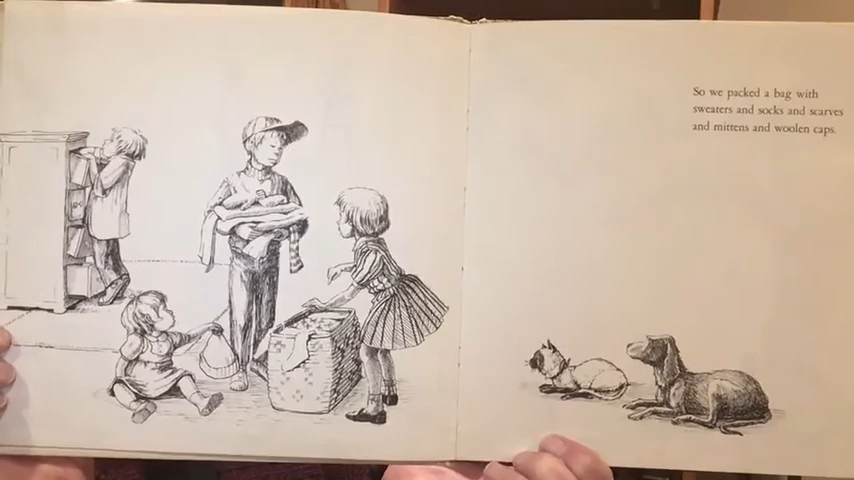 So we packed a bag with
sweaters and socks and scarves
and mittens and woolen caps.